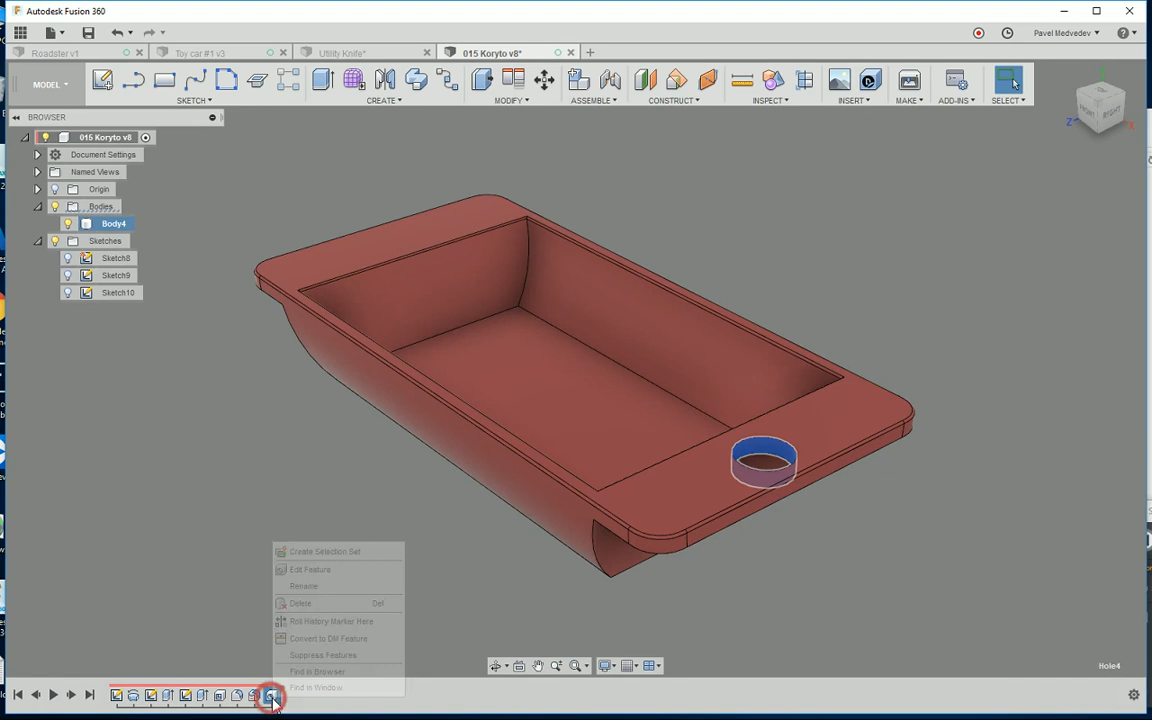 Autodesk Fusion 360
Pavel Medvedev
Roadster v1
Toy car #1 v3
Utility Knife*
015 Koryto v8*
MODEL
SKETCH
CREATE
MODIFY
ASSEMBLE
CONSTRUCT
INSPECT
INSERT
MAKE
ADD-INS
SELECT
BROWSER
015 Koryto v8
Document Settings
Named Views
Origin
Bodies
Body4
Sketches
Sketch8
Sketch9
Sketch10
FRONT
RIGHT
Z
X
Create Selection Set
Edit Feature
Rename
Delete Del
Roll History Marker Here
Convert to DM Feature
Suppress Features
Find in Browser
Find in Window
Hole4